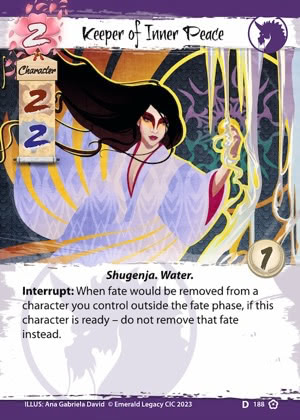 2
Keeper of Inner Peace
Character
2
2
1
Shugenja. Water.
Interrupt: When fate would be removed from a
character you control outside the fate phase, if this
character is ready – do not remove that fate
instead.
ILLUS: Ana Gabriela David © Emerald Legacy CIC 2023
D 188